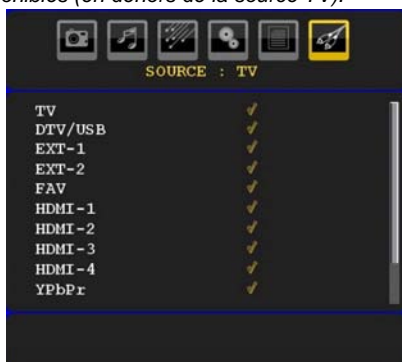 onibles (en dehors de la source TV).
SOURCE : TV
TV
DTV/USB
EXT-1
EXT-2
FAV
HDMI-1
HDMI-2
HDMI-3
HDMI-4
YPbPr